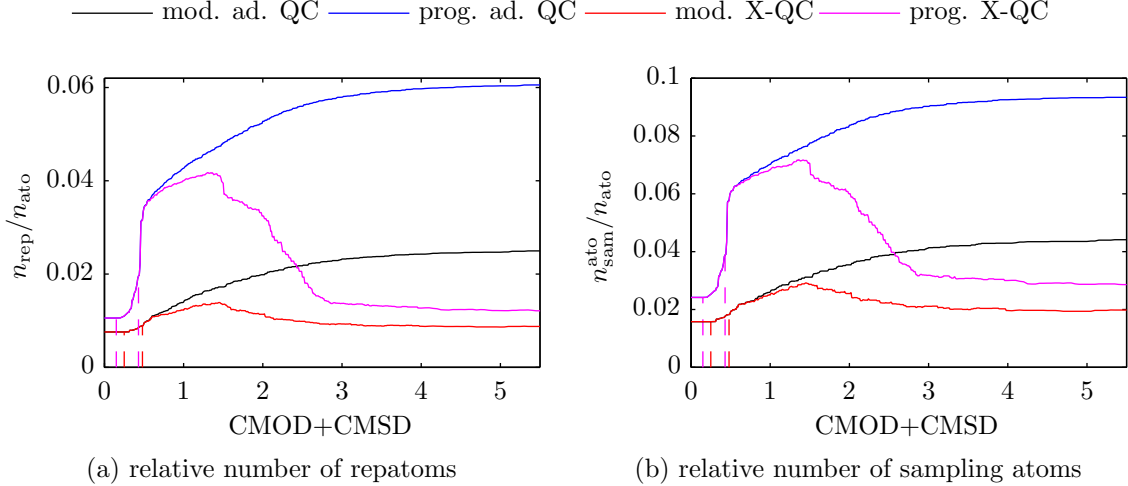 mod. ad. QC prog. ad. QC mod. X-QC prog. X-QC
0.06
0.04
0.02
0
n_rep/n_ato
0 1 2 3 4 5
CMOD+CMSD
(a) relative number of repatoms
0.1
0.08
0.06
0.04
0.02
0
n_sam^ato/n_ato
0 1 2 3 4 5
CMOD+CMSD
(b) relative number of sampling atoms